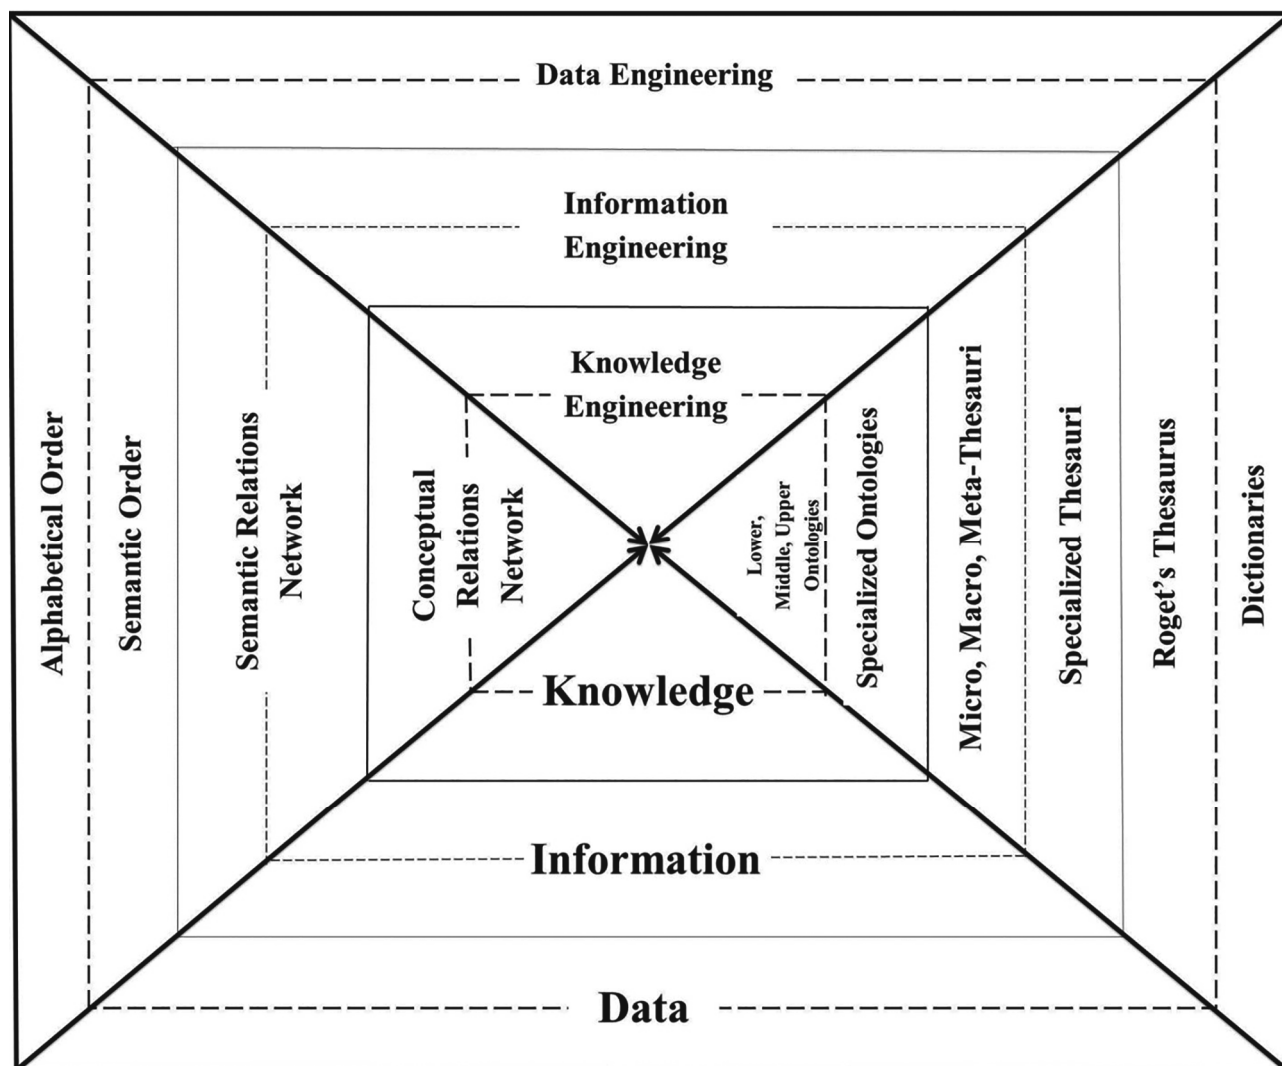 Data Engineering
Information
Engineering
Knowledge
Engineering
Alphabetical Order
Semantic Order
Semantic Relations
Network
Conceptual
Relations
Network
Lower,
Middle, Upper
Ontologies
Specialized Ontologies
Micro, Macro, Meta-Thesauri
Specialized Thesauri
Roget's Thesaurus
Dictionaries
Knowledge
Information
Data